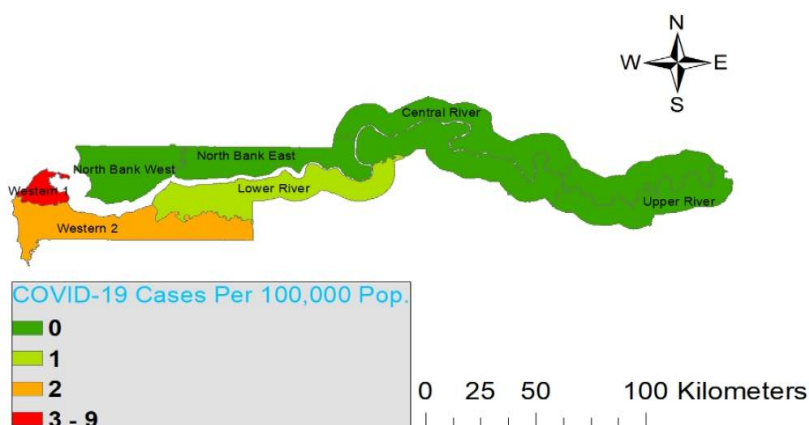 N
W E
S
Central River
North Bank East
North Bank West
Lower River
Western 1
Upper River
Western 2
COVID-19 Cases Per 100,000 Pop.
0
1
2
3 - 9
0 25 50 100 Kilometers